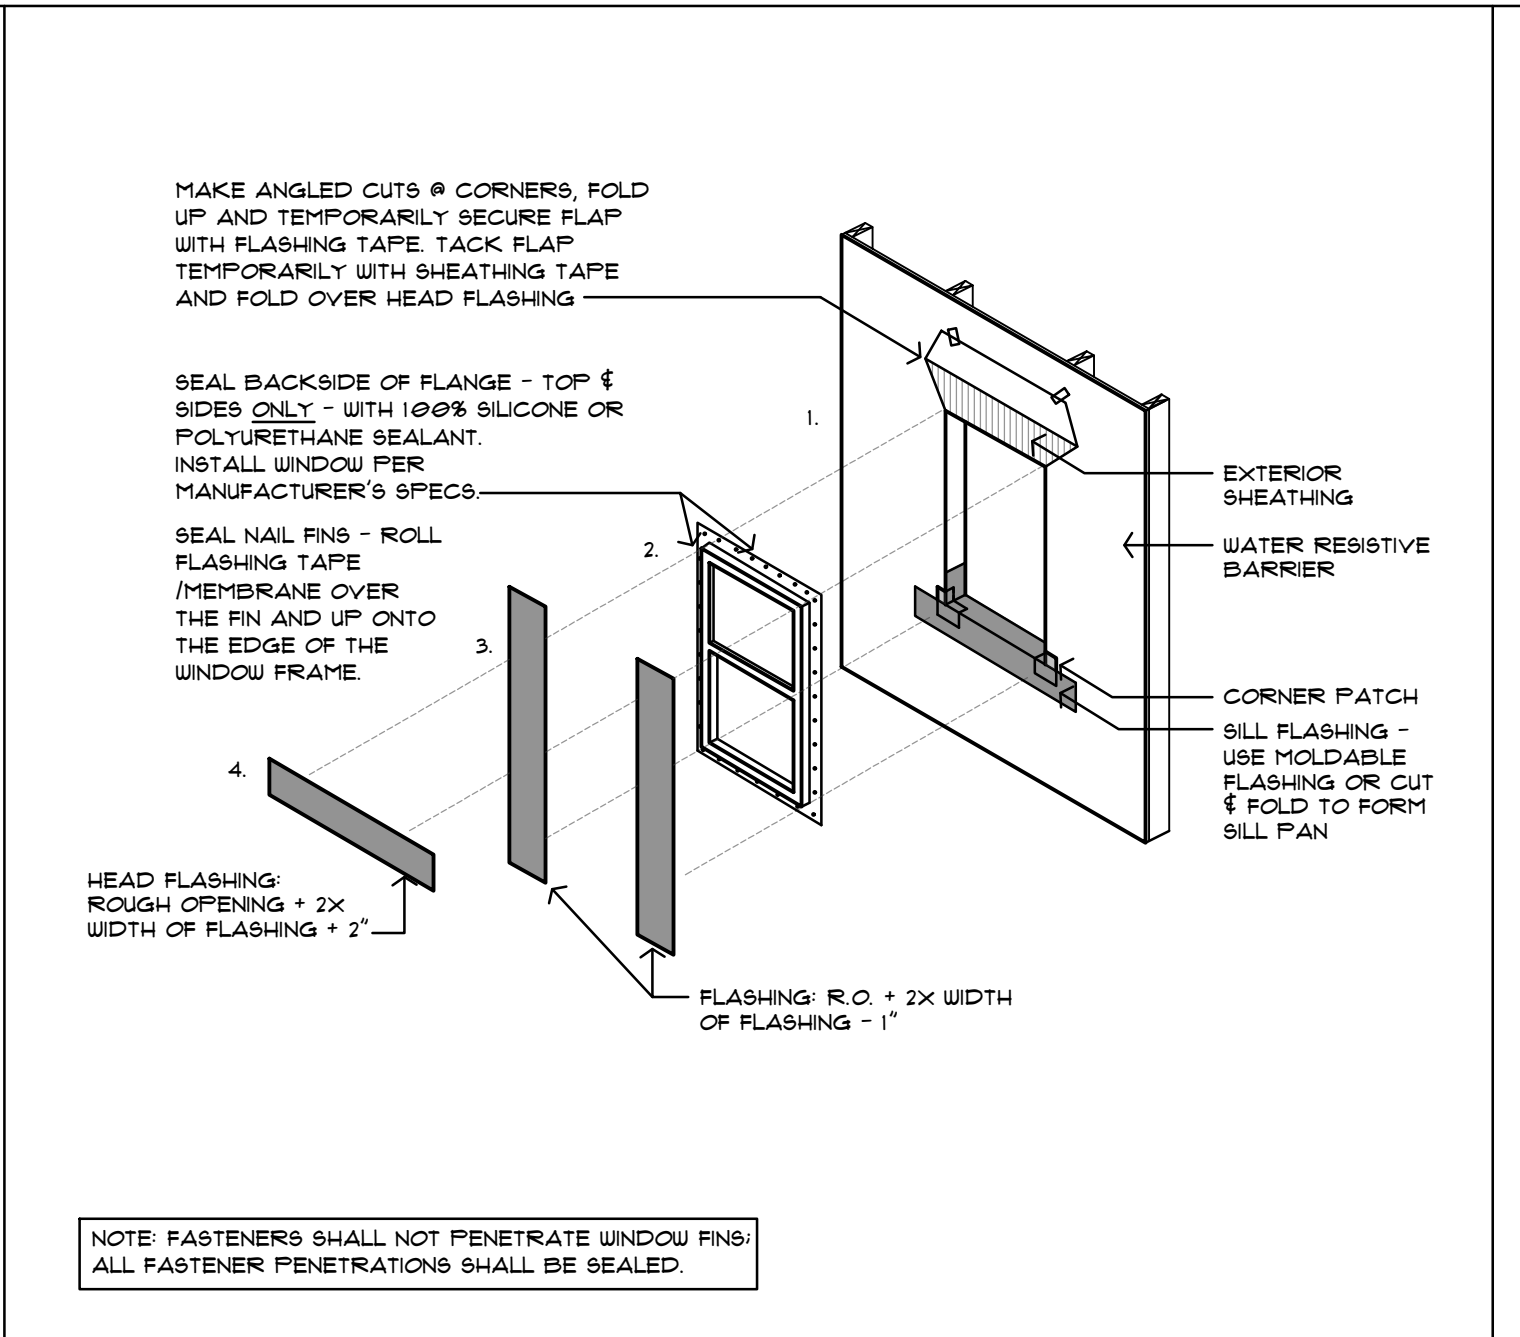 MAKE ANGLED CUTS @ CORNERS, FOLD
UP AND TEMPORARILY SECURE FLAP
WITH FLASHING TAPE. TACK FLAP
TEMPORARILY WITH SHEATHING TAPE
AND FOLD OVER HEAD FLASHING
SEAL BACKSIDE OF FLANGE - TOP &
SIDES ONLY - WITH 100% SILICONE OR
POLYURETHANE SEALANT.
INSTALL WINDOW PER
MANUFACTURER'S SPECS.
SEAL NAIL FINS - ROLL
FLASHING TAPE
/MEMBRANE OVER
THE FIN AND UP ONTO
THE EDGE OF THE
WINDOW FRAME.
1.
2.
3.
4.
EXTERIOR
SHEATHING
WATER RESISTIVE
BARRIER
CORNER PATCH
SILL FLASHING -
USE MOLDABLE
FLASHING OR CUT
& FOLD TO FORM
SILL PAN
HEAD FLASHING:
ROUGH OPENING + 2X
WIDTH OF FLASHING + 2"
FLASHING: R.O. + 2X WIDTH
OF FLASHING - 1"
NOTE: FASTENERS SHALL NOT PENETRATE WINDOW FINS;
ALL FASTENER PENETRATIONS SHALL BE SEALED.